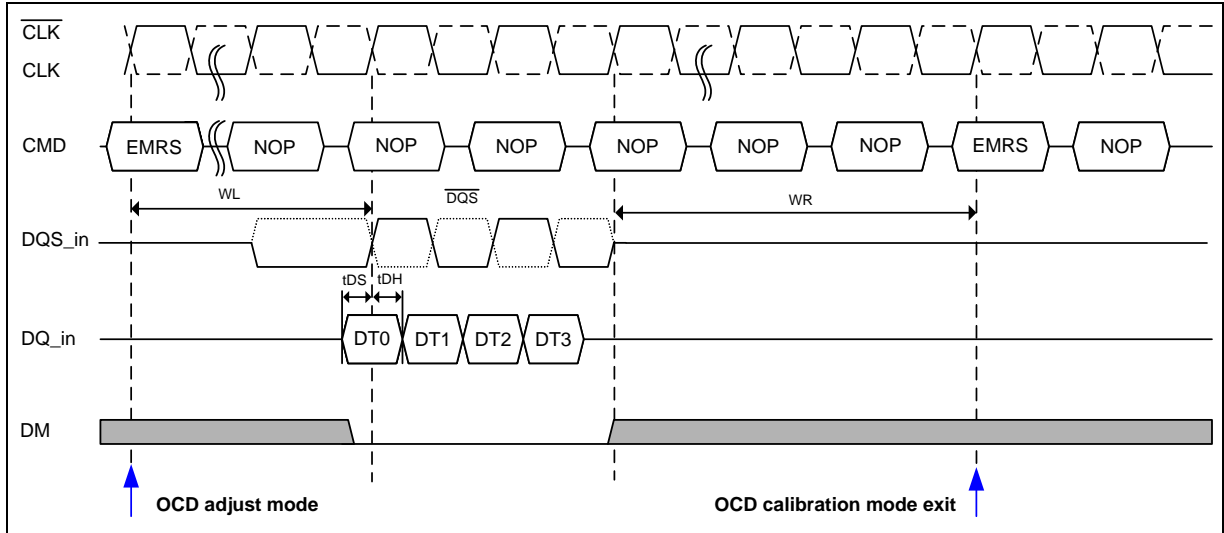 CLK
CLK
CMD EMRS NOP NOP NOP NOP NOP NOP EMRS NOP
WL DQS WR
DQS_in
tDS tDH
DQ_in DT0 DT1 DT2 DT3
DM
OCD adjust mode OCD calibration mode exit